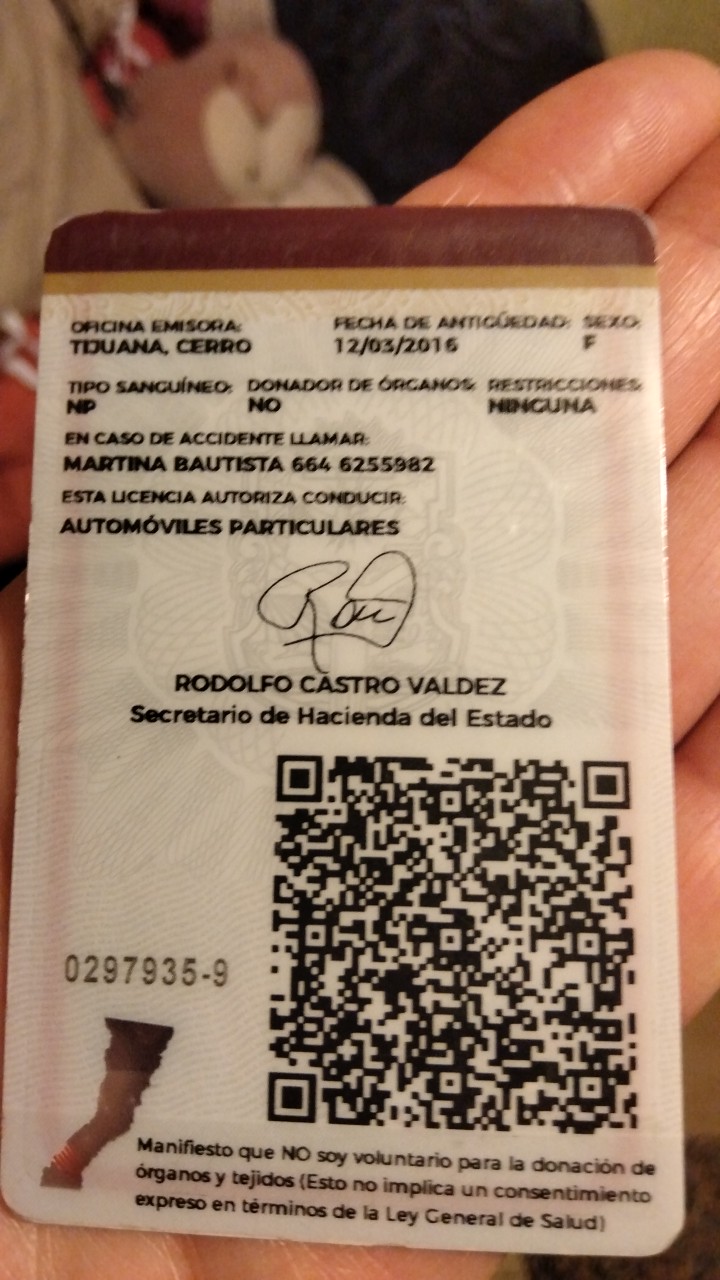 OFICINA EMISORA: FECHA DE ANTIGÜEDAD: SEXO:
TIJUANA, CERRO 12/03/2016 F
TIPO SANGUÍNEO: DONADOR DE ÓRGANOS: RESTRICCIONES:
NP NO NINGUNA
EN CASO DE ACCIDENTE LLAMAR:
MARTINA BAUTISTA 664 6255982
ESTA LICENCIA AUTORIZA CONDUCIR:
AUTOMÓVILES PARTICULARES
RODOLFO CASTRO VALDEZ
Secretario de Hacienda del Estado
0297935-9
Manifiesto que NO soy voluntario para la donación de
órganos y tejidos (Esto no implica un consentimiento
expreso en términos de la Ley General de Salud)